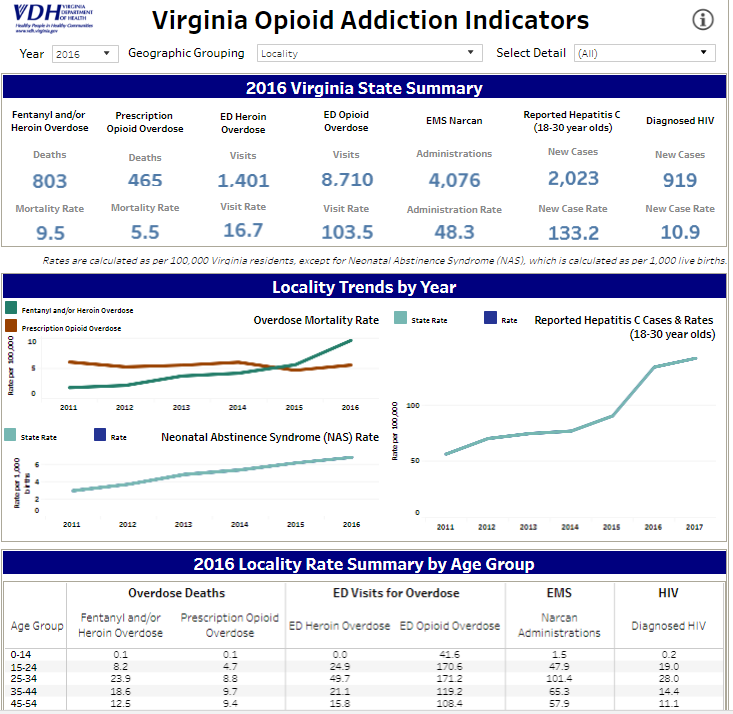 VDH VIRGINIA DEPARTMENT OF HEALTH
Healthy People in Healthy Communities
www.vdh.virginia.gov
Virginia Opioid Addiction Indicators
Year 2016 Geographic Grouping Locality Select Detail (All)
2016 Virginia State Summary
Fentanyl and/or Heroin Overdose
Deaths
803
Mortality Rate
9.5
Prescription Opioid Overdose
Deaths
465
Mortality Rate
5.5
ED Heroin Overdose
Visits
1,401
Visit Rate
16.7
ED Opioid Overdose
Visits
8,710
Visit Rate
103.5
EMS Narcan
Administrations
4,076
Administration Rate
48.3
Reported Hepatitis C (18-30 year olds)
New Cases
2,023
New Case Rate
133.2
Diagnosed HIV
New Cases
919
New Case Rate
10.9
Rates are calculated as per 100,000 Virginia residents, except for Neonatal Abstinence Syndrome (NAS), which is calculated as per 1,000 live births.
Locality Trends by Year
Fentanyl and/or Heroin Overdose
Prescription Opioid Overdose
Overdose Mortality Rate
Rate per 100,000
10
5
0
2011 2012 2013 2014 2015 2016
State Rate Rate
Neonatal Abstinence Syndrome (NAS) Rate
Rate per 1,000 births
6
4
2
0
2011 2012 2013 2014 2015 2016
State Rate Rate
Reported Hepatitis C Cases & Rates
(18-30 year olds)
Rate per 100,000
100
50
0
2011 2012 2013 2014 2015 2016 2017
2016 Locality Rate Summary by Age Group
Overdose Deaths ED Visits for Overdose EMS HIV
Age Group Fentanyl and/or Heroin Overdose Prescription Opioid Overdose ED Heroin Overdose ED Opioid Overdose Narcan Administrations Diagnosed HIV
0-14 0.1 0.1 0.0 41.6 1.5 0.2
15-24 8.2 4.7 24.9 170.6 47.9 19.0
25-34 23.9 8.8 49.7 171.2 101.4 28.0
35-44 18.6 9.7 21.1 119.2 65.3 14.4
45-54 12.5 9.4 15.8 108.4 57.9 11.1